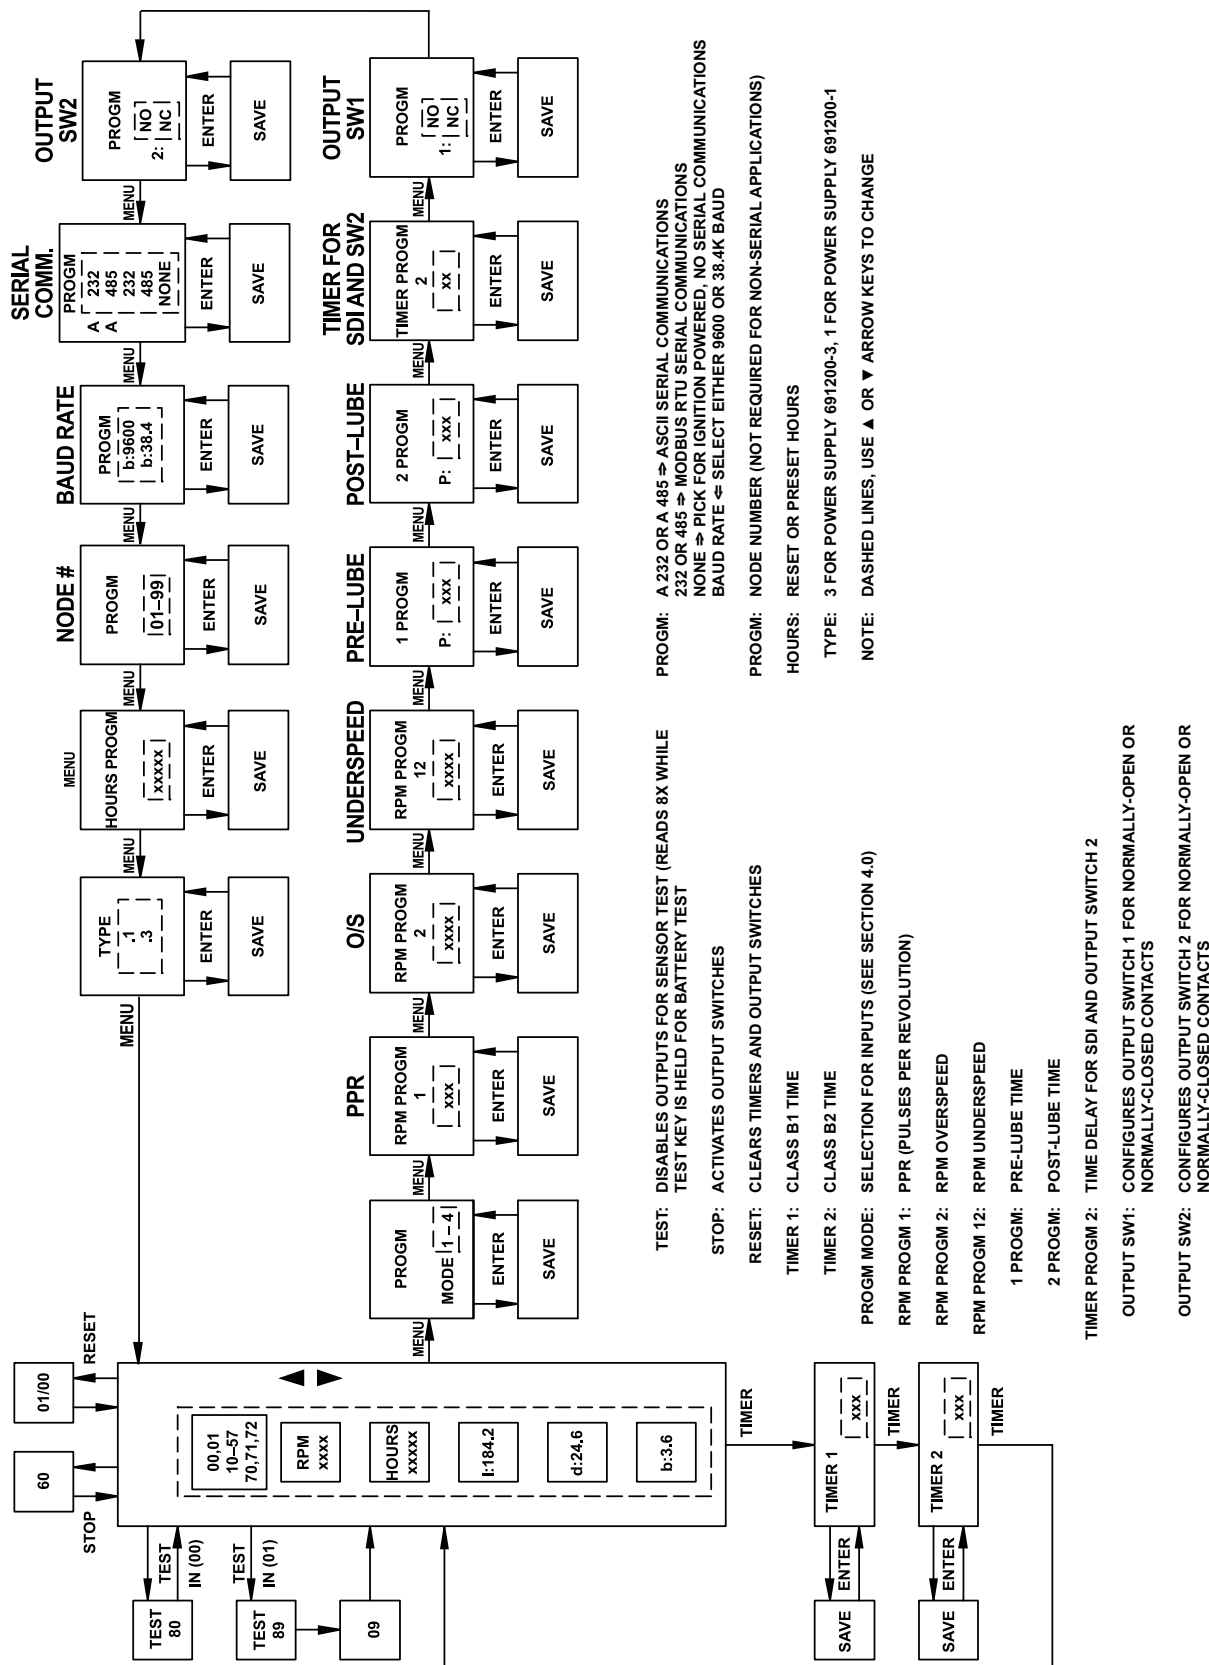 OUTPUT
SW2
PROGM
NO
2: NC
ENTER
SAVE
MENU
SERIAL
COMM.
PROGM
A 232
A 485
232
485
NONE
ENTER
SAVE
MENU
BAUD RATE
PROGM
b:9600
b:38.4
ENTER
SAVE
MENU
NODE #
PROGM
01–99
ENTER
SAVE
MENU
MENU
HOURS PROGM
xxxxx
ENTER
SAVE
MENU
TYPE
.1
.3
ENTER
SAVE
MENU
OUTPUT
SW1
PROGM
NO
1: NC
ENTER
SAVE
MENU
TIMER FOR
SDI AND SW2
TIMER PROGM
2
xx
ENTER
SAVE
MENU
POST–LUBE
2 PROGM
P: xxx
ENTER
SAVE
MENU
PRE–LUBE
1 PROGM
P: xxx
ENTER
SAVE
MENU
UNDERSPEED
RPM PROGM
12
xxxx
ENTER
SAVE
MENU
O/S
RPM PROGM
2
xxxx
ENTER
SAVE
MENU
PPR
RPM PROGM
1
xxx
ENTER
SAVE
MENU
PROGM
MODE 1 – 4
ENTER
SAVE
MENU
01/00
RESET
60
STOP
00,01
10–57
70,71,72
RPM
xxxx
HOURS
xxxxx
I:184.2
d:24.6
b:3.6
◀ ▶
TEST
IN (00)
TEST
80
TEST
IN (01)
TEST
89
09
TIMER
TIMER 1
xxx
ENTER
SAVE
TIMER
TIMER 2
xxx
ENTER
SAVE
TIMER
TEST: DISABLES OUTPUTS FOR SENSOR TEST (READS 8X WHILE
TEST KEY IS HELD FOR BATTERY TEST
STOP: ACTIVATES OUTPUT SWITCHES
RESET: CLEARS TIMERS AND OUTPUT SWITCHES
TIMER 1: CLASS B1 TIME
TIMER 2: CLASS B2 TIME
PROGM MODE: SELECTION FOR INPUTS (SEE SECTION 4.0)
RPM PROGM 1: PPR (PULSES PER REVOLUTION)
RPM PROGM 2: RPM OVERSPEED
RPM PROGM 12: RPM UNDERSPEED
1 PROGM: PRE-LUBE TIME
2 PROGM: POST-LUBE TIME
TIMER PROGM 2: TIME DELAY FOR SDI AND OUTPUT SWITCH 2
OUTPUT SW1: CONFIGURES OUTPUT SWITCH 1 FOR NORMALLY-OPEN OR
NORMALLY-CLOSED CONTACTS
OUTPUT SW2: CONFIGURES OUTPUT SWITCH 2 FOR NORMALLY-OPEN OR
NORMALLY-CLOSED CONTACTS
PROGM: A 232 OR A 485 ⇒ ASCII SERIAL COMMUNICATIONS
232 OR 485 ⇒ MODBUS RTU SERIAL COMMUNICATIONS
NONE ⇒ PICK FOR IGNITION POWERED, NO SERIAL COMMUNICATIONS
BAUD RATE ⇐ SELECT EITHER 9600 OR 38.4K BAUD
PROGM: NODE NUMBER (NOT REQUIRED FOR NON-SERIAL APPLICATIONS)
HOURS: RESET OR PRESET HOURS
TYPE: 3 FOR POWER SUPPLY 691200-3, 1 FOR POWER SUPPLY 691200-1
NOTE: DASHED LINES, USE ▲ OR ▼ ARROW KEYS TO CHANGE